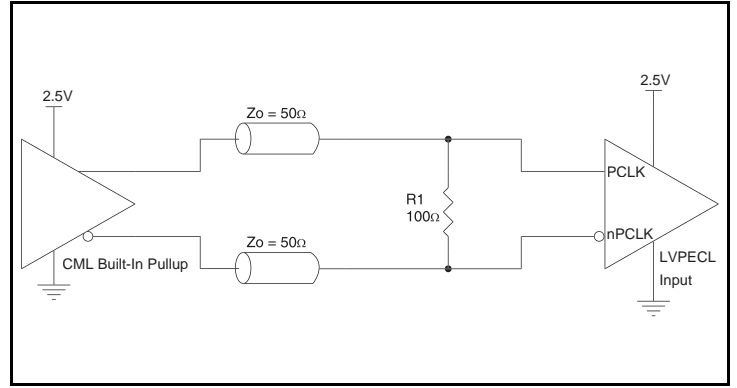 2.5V
2.5V
Zo = 50Ω
PCLK
R1
100Ω
nPCLK
Zo = 50Ω
CML Built-In Pullup
LVPECL
Input